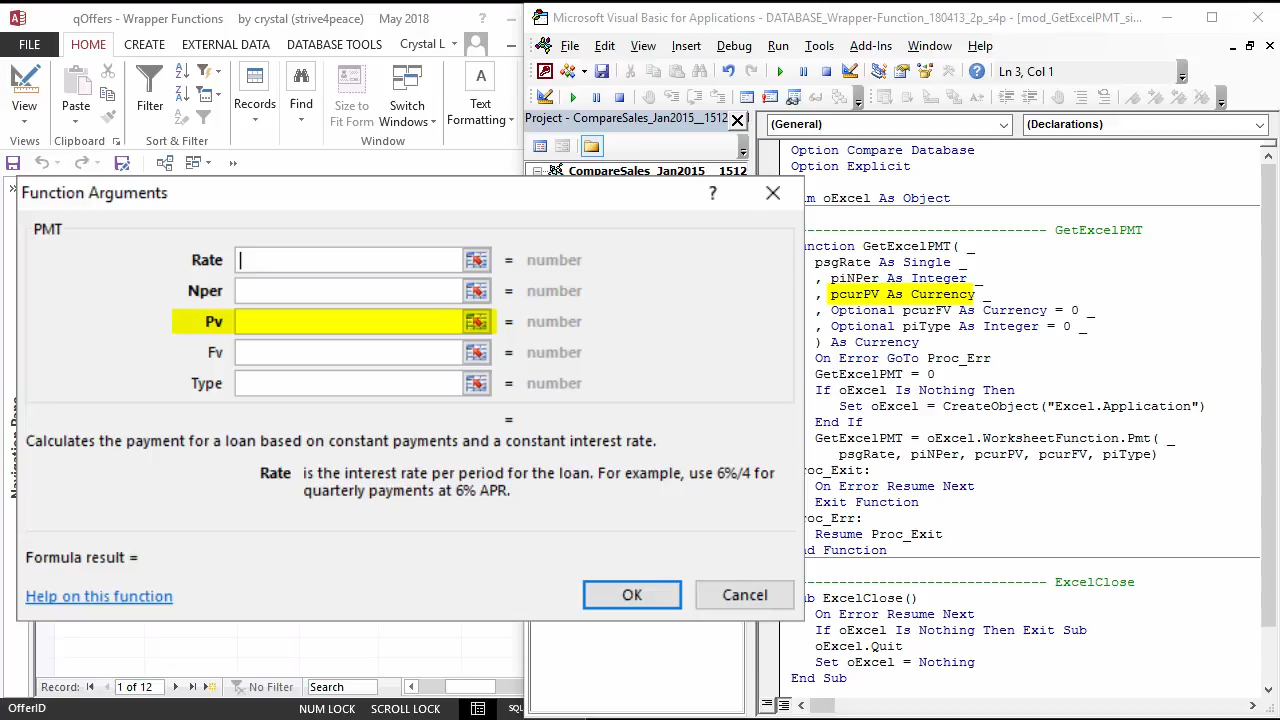 qOffers - Wrapper Functions by crystal (strive4peace) May 2018 ?
FILE HOME CREATE EXTERNAL DATA DATABASE TOOLS Crystal L
View Paste Filter Records Find Size to Fit Form Switch Windows Text Formatting
Views Clipboard Sort & Filter Window
Microsoft Visual Basic for Applications - DATABASE_Wrapper-Function_180413_2p_s4p - [mod_GetExcelPMT_si
File Edit View Insert Debug Run Tools Add-Ins Window Help
Ln 3, Col 1
Project - CompareSales_Jan2015__1512
CompareSales_Jan2015 1512
(General) (Declarations)
Function Arguments ?
PMT
Rate = number
Nper = number
Pv = number
Fv = number
Type = number
=
Calculates the payment for a loan based on constant payments and a constant interest rate.
Rate is the interest rate per period for the loan. For example, use 6%/4 for
quarterly payments at 6% APR.
Formula result =
Help on this function OK Cancel
Option Compare Database
Option Explicit
im oExcel As Object
------------------------------- GetExcelPMT
unction GetExcelPMT( _
psgRate As Single _
, piNPer As Integer _
, pcurPV As Currency _
, Optional pcurFV As Currency = 0 _
, Optional piType As Integer = 0 _
) As Currency
On Error GoTo Proc_Err
GetExcelPMT = 0
If oExcel Is Nothing Then
Set oExcel = CreateObject("Excel.Application")
End If
GetExcelPMT = oExcel.WorksheetFunction.Pmt( _
psgRate, piNPer, pcurPV, pcurFV, piType)
roc_Exit:
On Error Resume Next
Exit Function
roc_Err:
Resume Proc_Exit
nd Function
------------------------------- ExcelClose
ub ExcelClose()
On Error Resume Next
If oExcel Is Nothing Then Exit Sub
oExcel.Quit
Set oExcel = Nothing
End Sub
Record: 1 of 12 No Filter Search
OfferID NUM LOCK SCROLL LOCK SQL